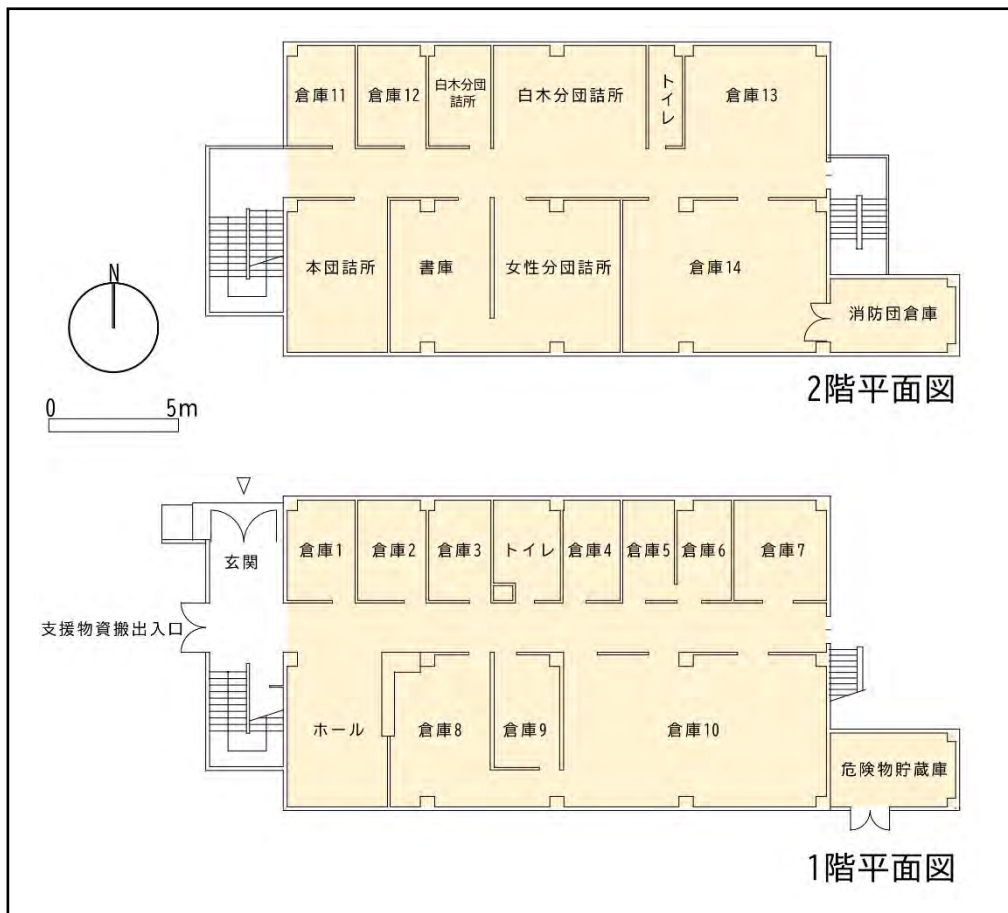 倉庫11
倉庫12
白木分団
詰所
白木分団詰所
トイレ
倉庫13
本団詰所
書庫
女性分団詰所
倉庫14
消防団倉庫
2階平面図
N
0
5m
倉庫1
倉庫2
倉庫3
トイレ
倉庫4
倉庫5
倉庫6
倉庫7
玄関
支援物資搬出入口
ホール
倉庫8
倉庫9
倉庫10
危険物貯蔵庫
1階平面図